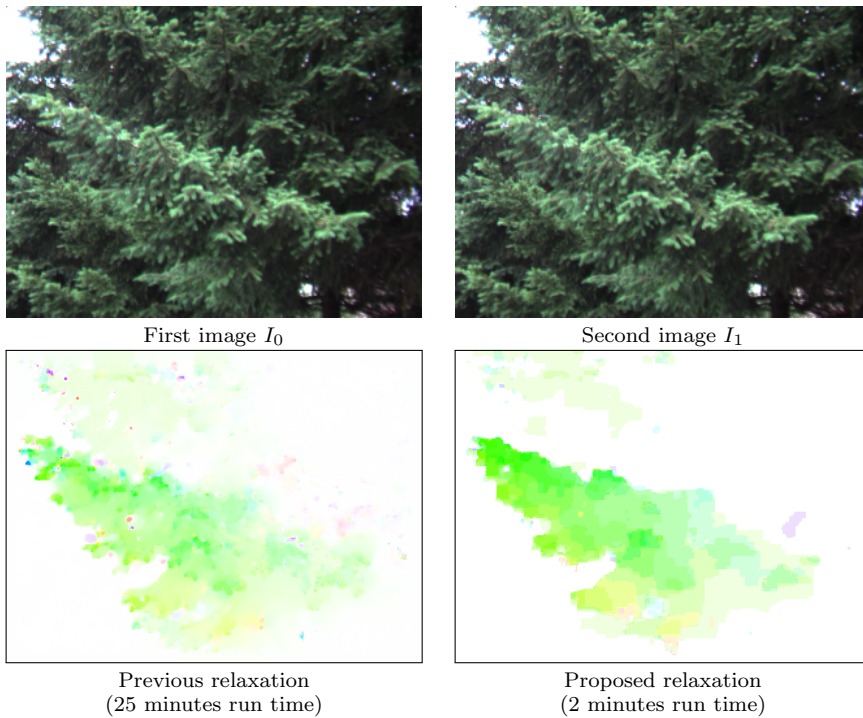 First image I₀
Second image I₁
Previous relaxation
(25 minutes run time)
Proposed relaxation
(2 minutes run time)